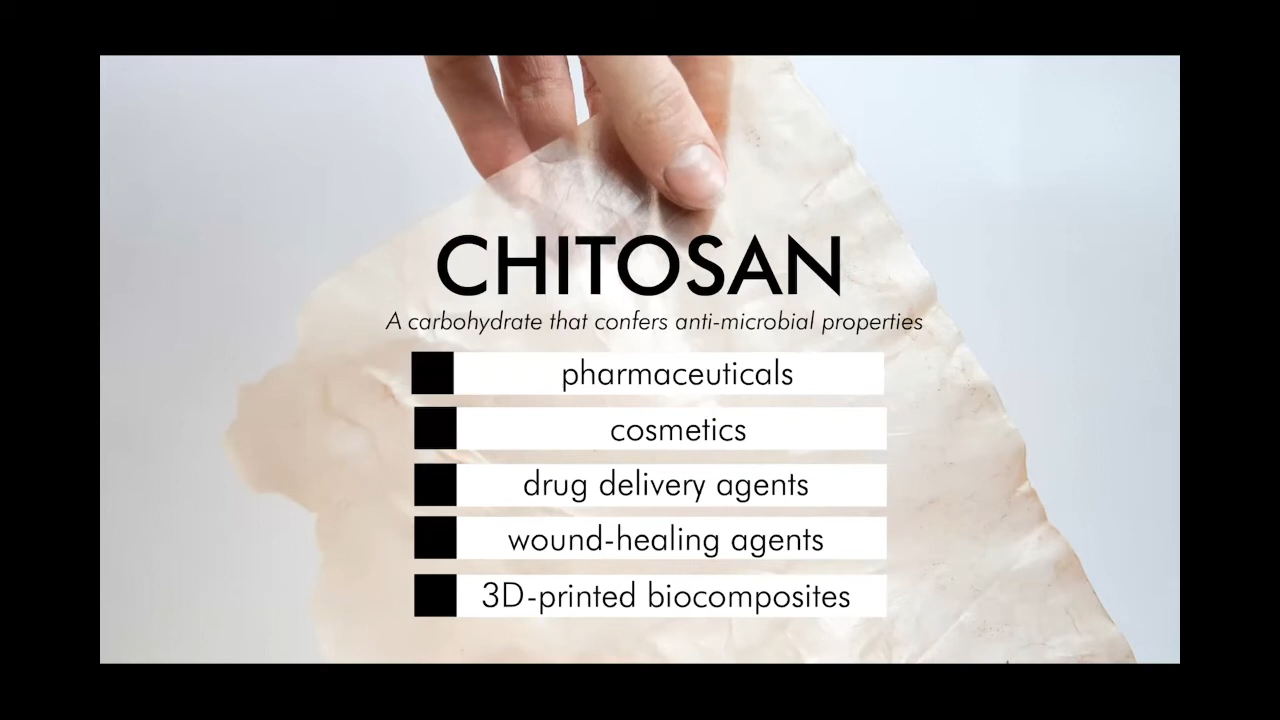 CHITOSAN
A carbohydrate that confers anti-microbial properties
pharmaceuticals
cosmetics
drug delivery agents
wound-healing agents
3D-printed biocomposites